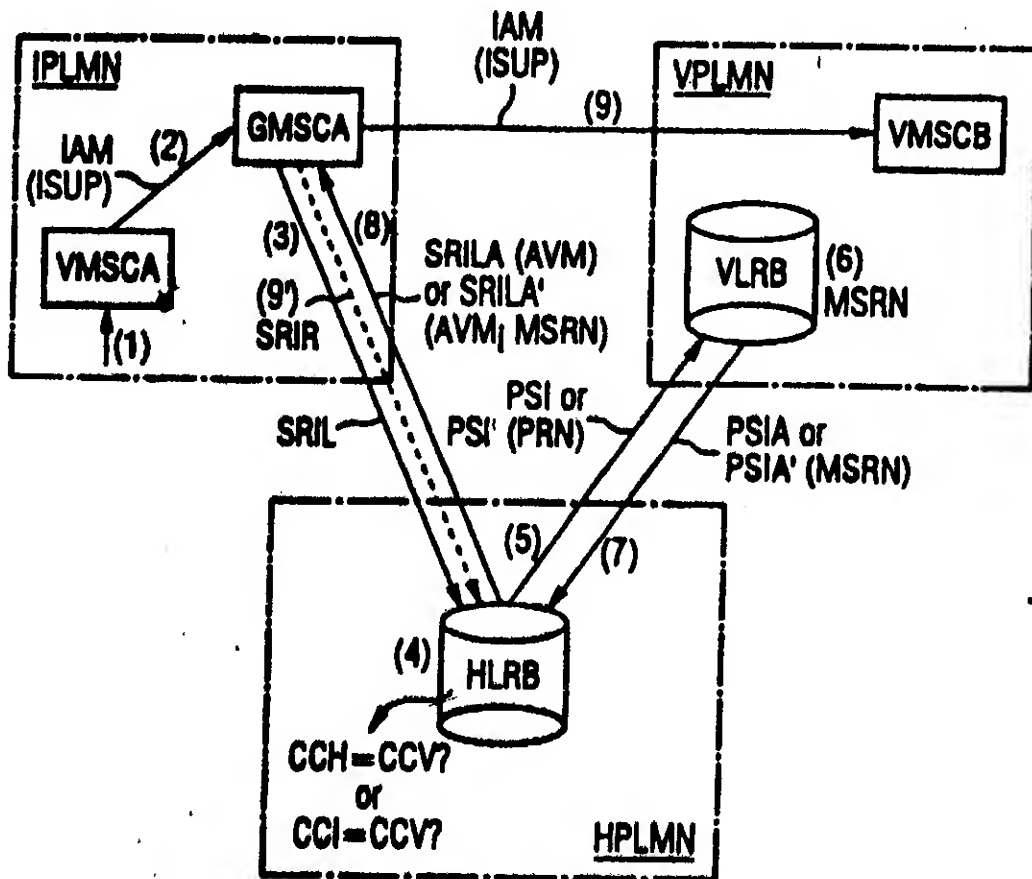 IAM
(ISUP)
IPLMN
VPLMN
GMSCA
(9)
VMSCB
IAM
(ISUP)
(2)
VMSCA
(1)
(3)
(8)
SRILA (AVM)
or SRILA'
(AVM, MSRN)
(9')
SRIR
VLRB
(6)
MSRN
SRIL
PSI or
PSI' (PRN)
PSIA or
PSIA' (MSRN)
(5)
(7)
(4)
HLRB
CCH=CCV?
or
CCI=CCV?
HPLMN